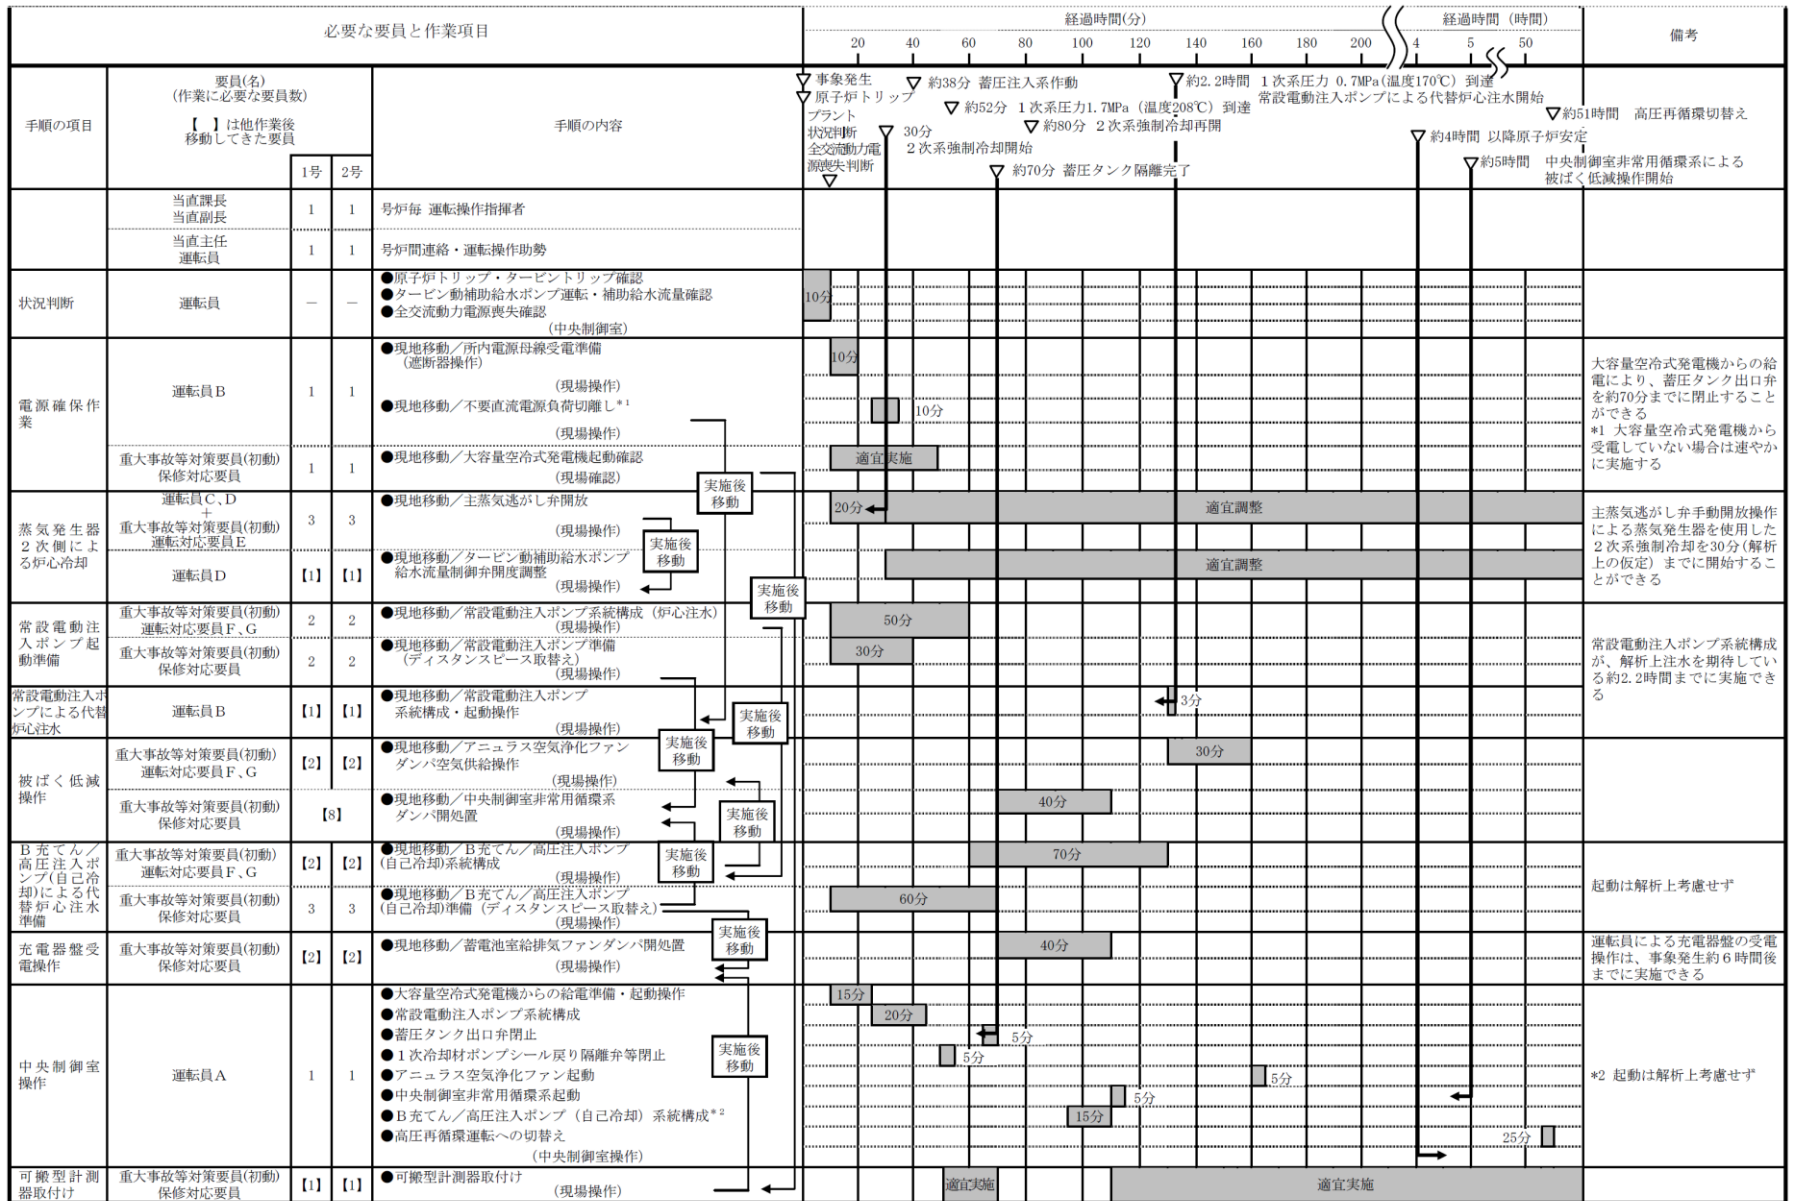 必要な要員と作業項目
経過時間(分)
経過時間（時間）
備考
20 40 60 80 100 120 140 160 180 200 4 5 50
手順の項目
要員(名)
(作業に必要な要員数)
【　】は他作業後
移動してきた要員
1号 2号
手順の内容
▽事象発生
▽原子炉トリップ
プラント
状況判断
全交流動力電
源喪失判断
▽
▽約38分 蓄圧注入系作動
▽約52分 1次系圧力1.7MPa（温度208℃）到達
▽約80分 2次系強制冷却再開
▽30分
2次系強制冷却開始
▽約70分 蓄圧タンク隔離完了
▽約2.2時間 1次系圧力 0.7MPa(温度170℃) 到達
常設電動注入ポンプによる代替炉心注水開始
▽約51時間 高圧再循環切替え
▽約4時間 以降原子炉安定
▽約5時間 中央制御室非常用循環系による
被ばく低減操作開始
当直課長
当直副長
1 1
号炉毎 運転操作指揮者
当直主任
運転員
1 1
号炉間連絡・運転操作助勢
状況判断
運転員
－ －
●原子炉トリップ・タービントリップ確認
●タービン動補助給水ポンプ運転・補助給水流量確認
●全交流動力電源喪失確認
(中央制御室)
10分
電源確保作
業
運転員B
1 1
●現地移動／所内電源母線受電準備
（遮断器操作）
(現場操作)
10分
●現地移動／不要直流電源負荷切離し*1
(現場操作)
10分
重大事故等対策要員(初動)
保修対応要員
1 1
●現地移動／大容量空冷式発電機起動確認
(現場確認)
適宜実施
大容量空冷式発電機からの給
電により、蓄圧タンク出口弁
を約70分までに閉止すること
ができる
*1 大容量空冷式発電機から
受電していない場合は速やか
に実施する
実施後
移動
蒸気発生器
2次側によ
る炉心冷却
運転員C、D
＋
重大事故等対策要員(初動)
運転対応要員E
3 3
●現地移動／主蒸気逃がし弁開放
(現場操作)
20分
適宜調整
実施後
移動
運転員D
【1】 【1】
●現地移動／タービン動補助給水ポンプ
給水流量制御弁開度調整
(現場操作)
適宜調整
主蒸気逃がし弁手動開放操作
による蒸気発生器を使用した
2次系強制冷却を30分(解析
上の仮定）までに開始するこ
とができる
実施後
移動
常設電動注
入ポンプ起
動準備
重大事故等対策要員(初動)
運転対応要員F、G
2 2
●現地移動／常設電動注入ポンプ系統構成（炉心注水）
(現場操作)
50分
重大事故等対策要員(初動)
保修対応要員
2 2
●現地移動／常設電動注入ポンプ準備
（ディスタンスピース取替え）
(現場操作)
30分
常設電動注入ポンプ系統構成
が、解析上注水を期待してい
る約2.2時間までに実施でき
る
常設電動注入ポ
ンプによる代替
炉心注水
運転員B
【1】 【1】
●現地移動／常設電動注入ポンプ
系統構成・起動操作
(現場操作)
3分
実施後
移動
実施後
移動
被ばく低減
操作
重大事故等対策要員(初動)
運転対応要員F、G
【2】 【2】
●現地移動／アニュラス空気浄化ファン
ダンパ空気供給操作
(現場操作)
30分
重大事故等対策要員(初動)
保修対応要員
【8】
●現地移動／中央制御室非常用循環系
ダンパ開処置
(現場操作)
40分
実施後
移動
B充てん／
高圧注入ポ
ンプ(自己冷
却)による代
替炉心注水
準備
重大事故等対策要員(初動)
運転対応要員F、G
【2】 【2】
●現地移動／B充てん／高圧注入ポンプ
(自己冷却)系統構成
(現場操作)
70分
実施後
移動
重大事故等対策要員(初動)
保修対応要員
3 3
●現地移動／B充てん／高圧注入ポンプ
(自己冷却)準備（ディスタンスピース取替え）
(現場操作)
60分
起動は解析上考慮せず
実施後
移動
充電器盤受
電操作
重大事故等対策要員(初動)
保修対応要員
【2】 【2】
●現地移動／蓄電池室給排気ファンダンパ開処置
(現場操作)
40分
運転員による充電器盤の受電
操作は、事象発生約6時間後
までに実施できる
中央制御室
操作
運転員A
1 1
●大容量空冷式発電機からの給電準備・起動操作
15分
●常設電動注入ポンプ系統構成
20分
●蓄圧タンク出口弁閉止
5分
●1次冷却材ポンプシール戻り隔離弁等閉止
5分
●アニュラス空気浄化ファン起動
5分
●中央制御室非常用循環系起動
5分
●B充てん／高圧注入ポンプ（自己冷却）系統構成*2
15分
●高圧再循環運転への切替え
25分
(中央制御室操作)
*2 起動は解析上考慮せず
実施後
移動
可搬型計測
器取付け
重大事故等対策要員(初動)
保修対応要員
【1】 【1】
●可搬型計測器取付け
(現場操作)
適宜実施
適宜実施